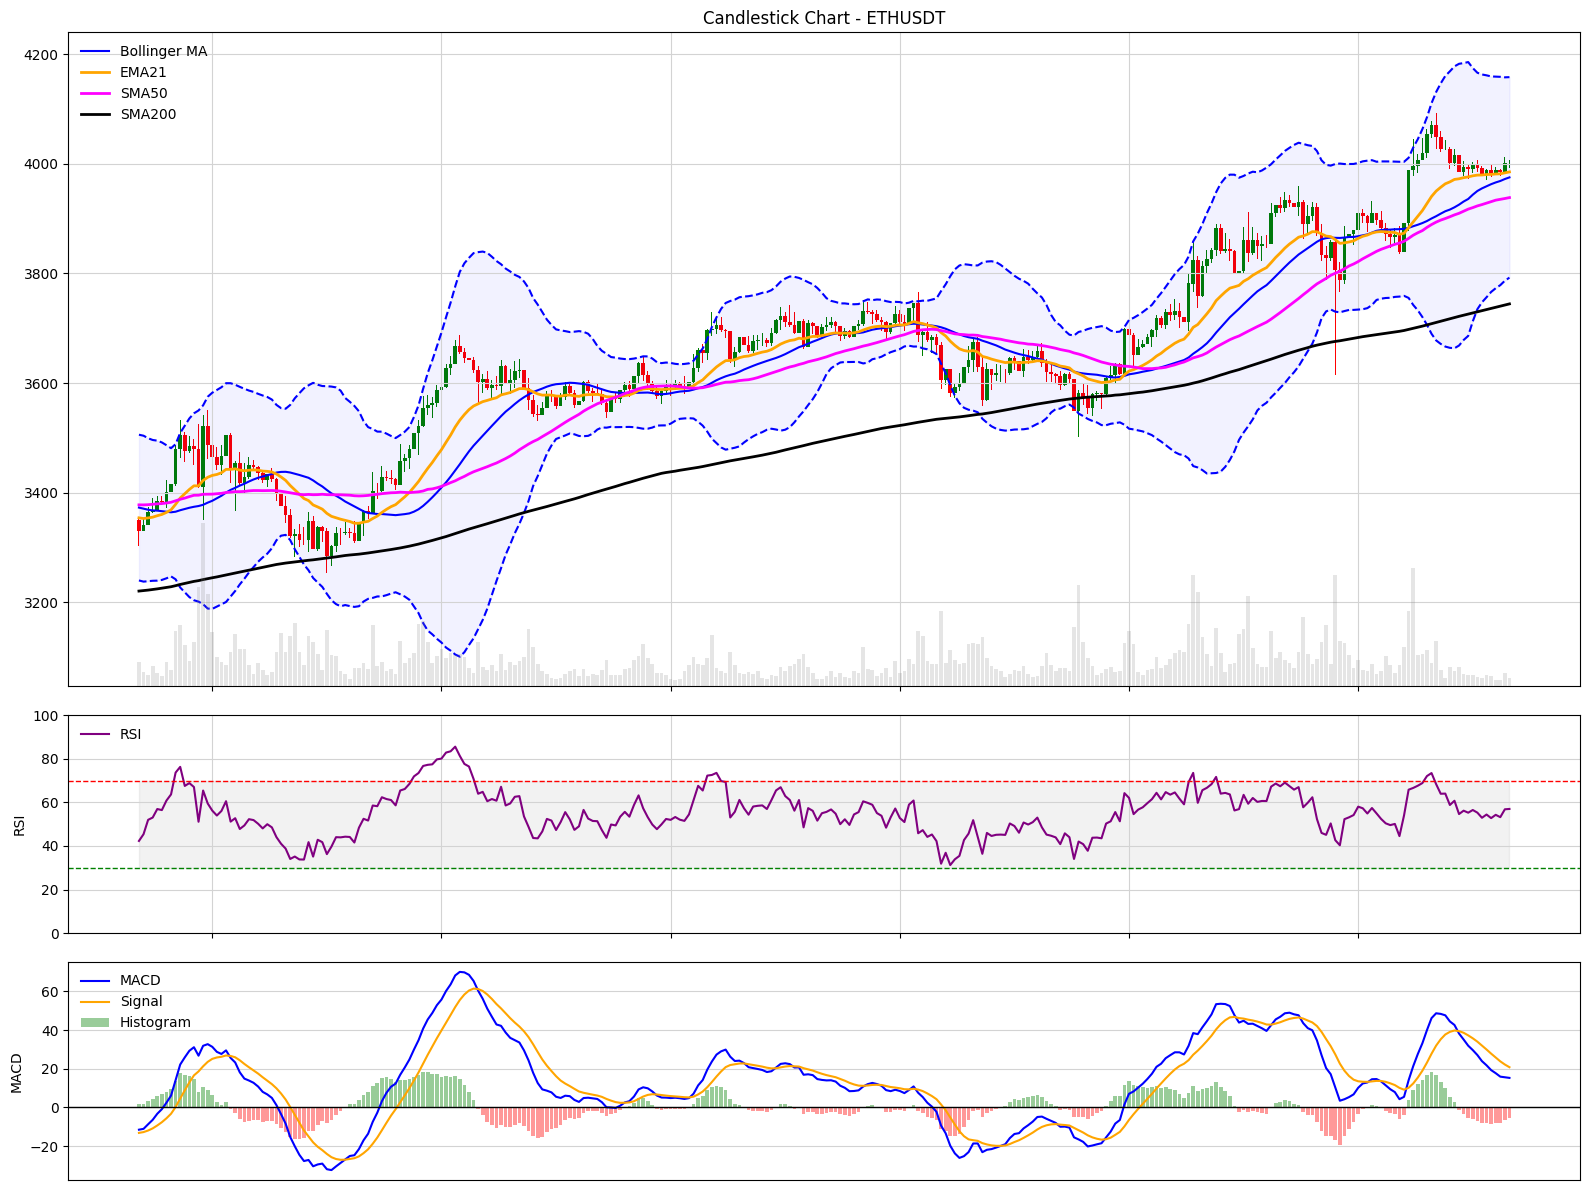 Candlestick Chart - ETHUSDT
Bollinger MA
EMA21
SMA50
SMA200
4200
4000
3800
3600
3400
3200
RSI
RSI
100
80
60
40
20
0
MACD
Signal
Histogram
MACD
60
40
20
0
−20